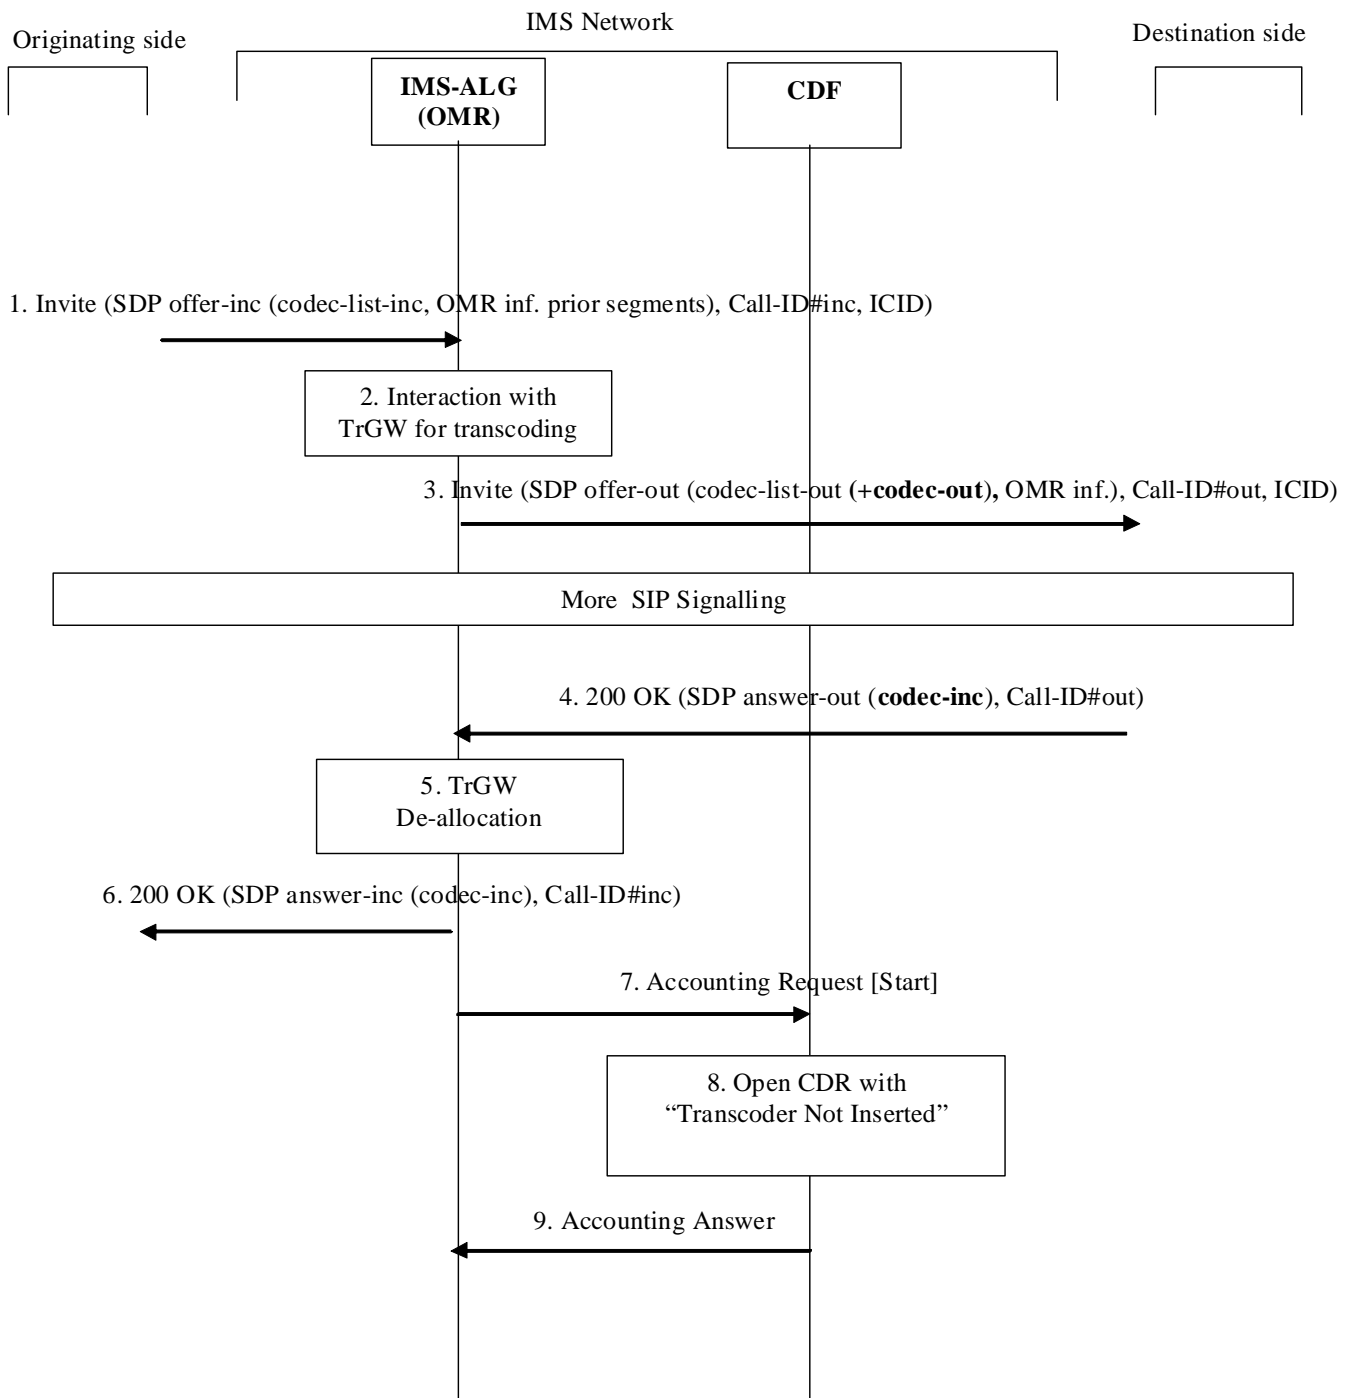 IMS Network
Originating side
Destination side
IMS-ALG
(OMR)
CDF
1. Invite (SDP offer-inc (codec-list-inc, OMR inf. prior segments), Call-ID#inc, ICID)
2. Interaction with
TrGW for transcoding
3. Invite (SDP offer-out (codec-list-out (+codec-out), OMR inf.), Call-ID#out, ICID)
More SIP Signalling
4. 200 OK (SDP answer-out (codec-inc), Call-ID#out)
5. TrGW
De-allocation
6. 200 OK (SDP answer-inc (codec-inc), Call-ID#inc)
7. Accounting Request [Start]
8. Open CDR with
“Transcoder Not Inserted”
9. Accounting Answer